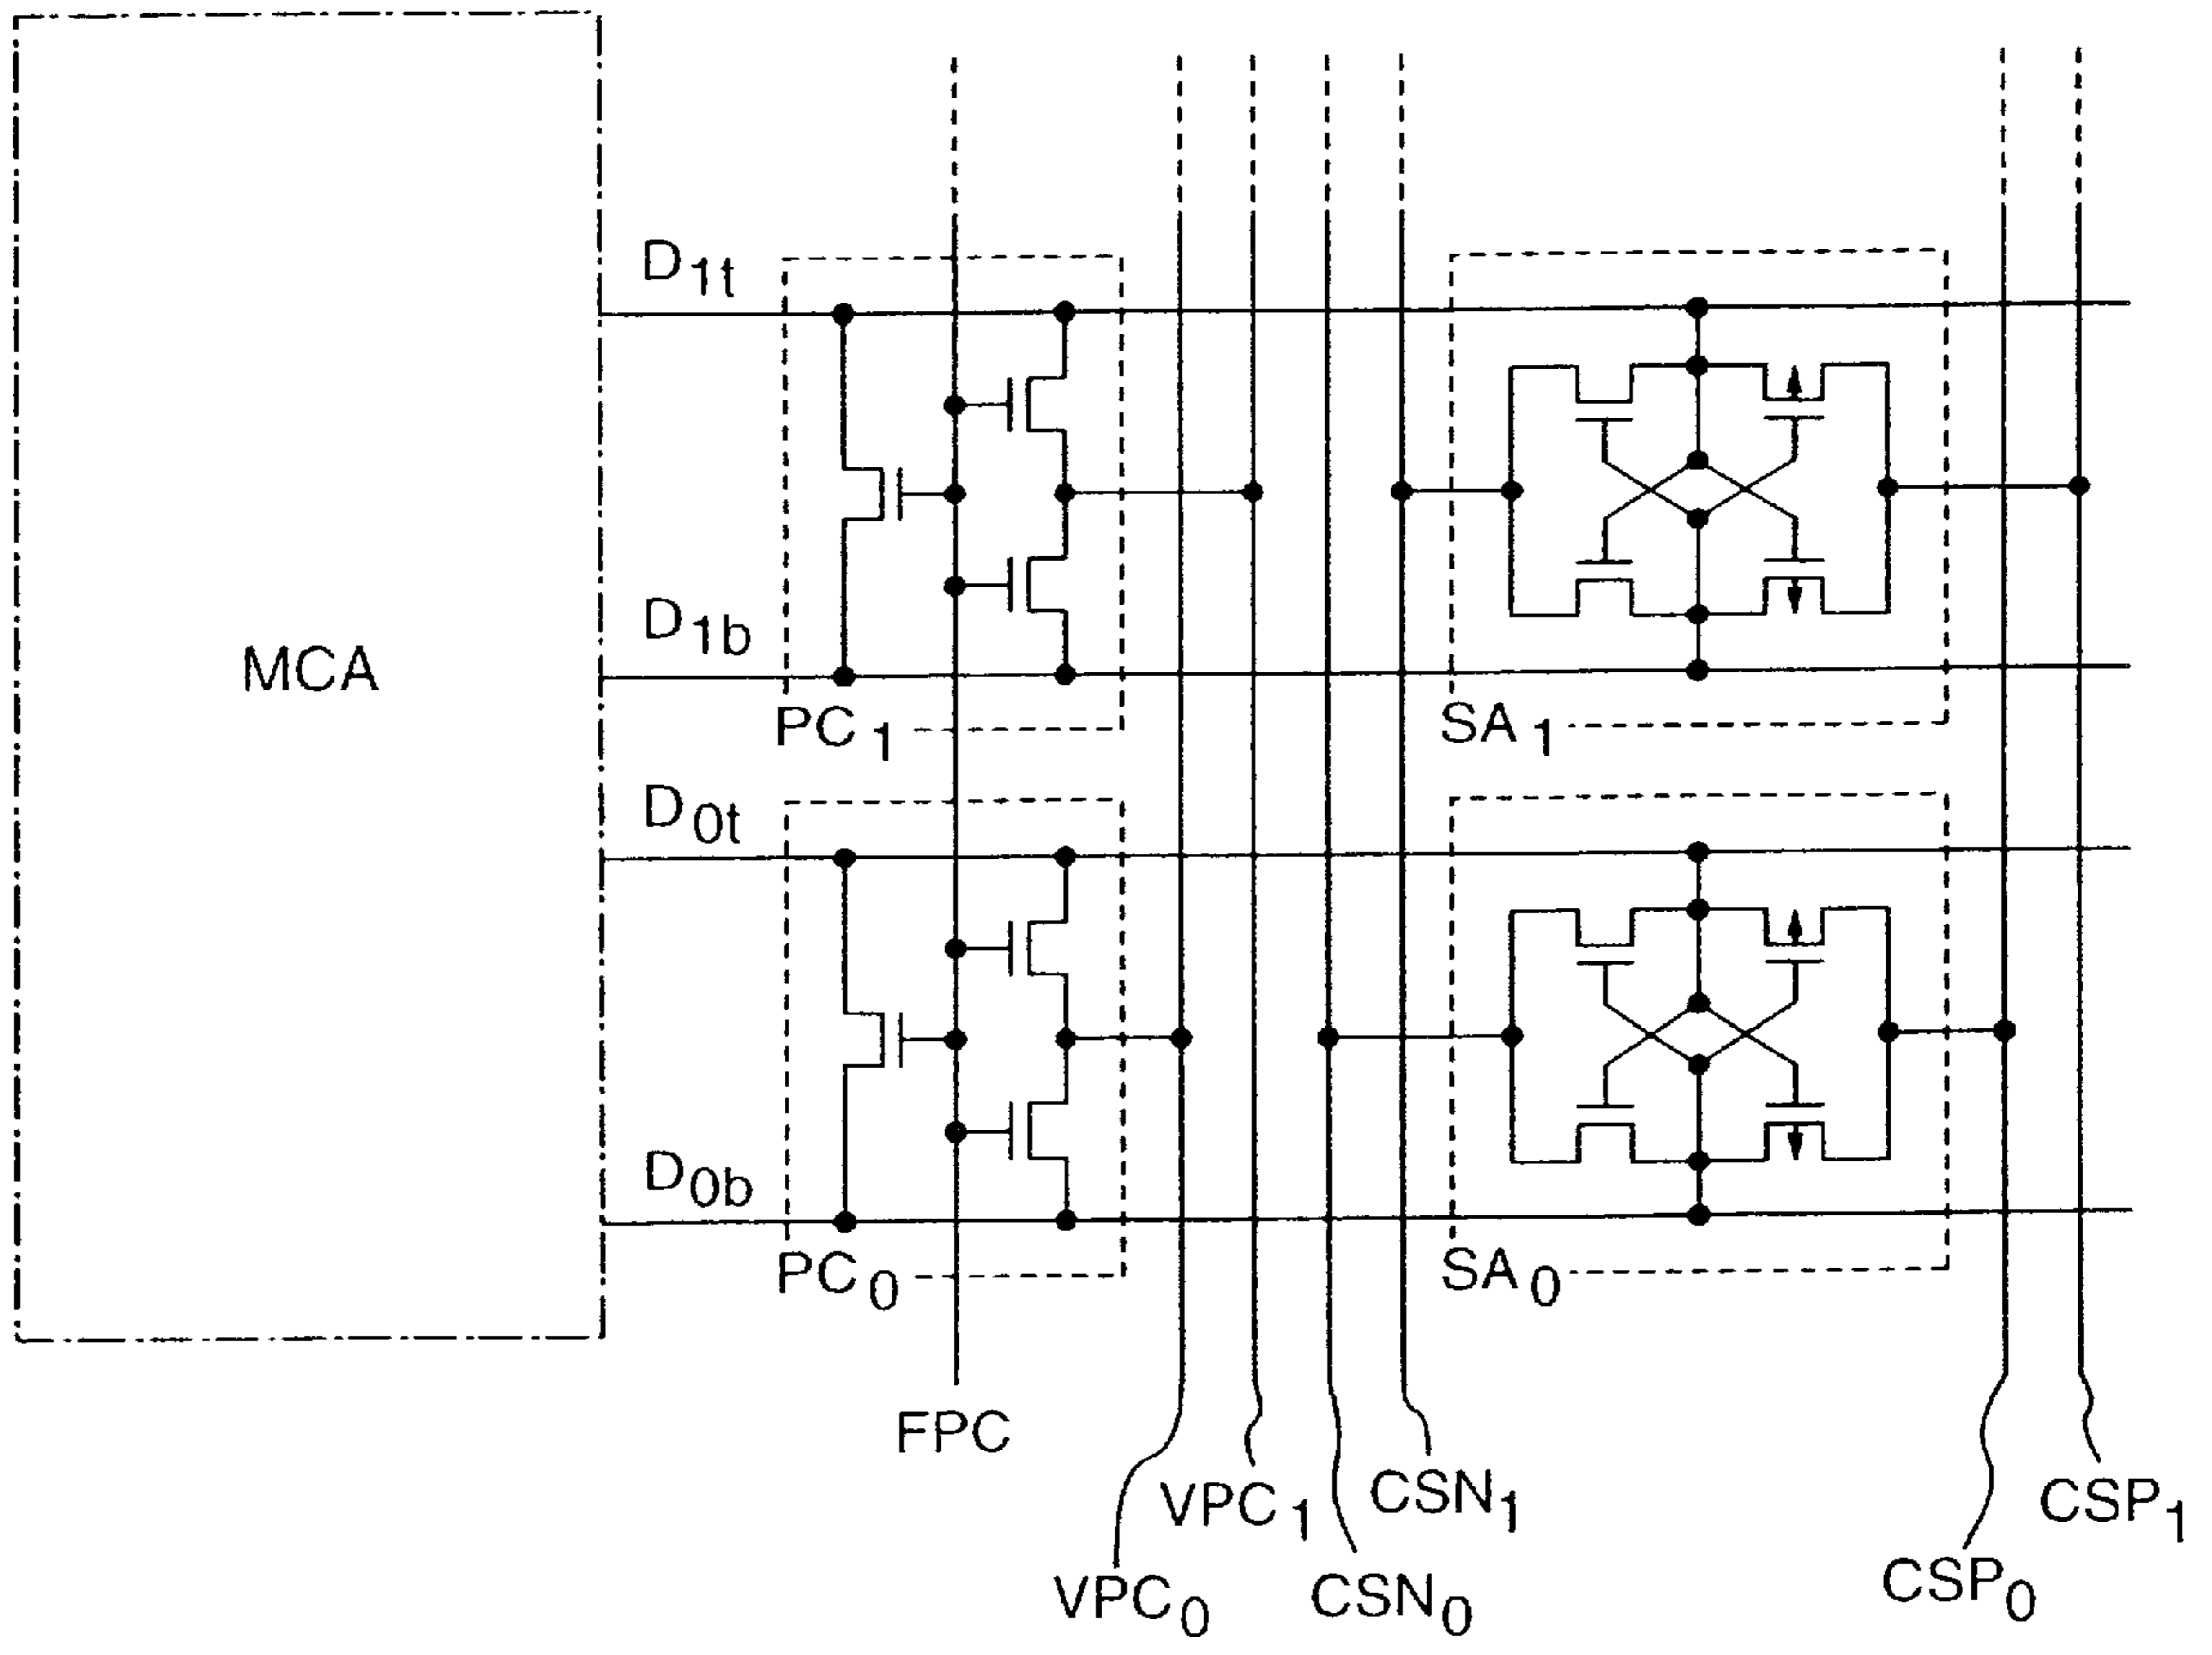 D1t
D1b
MCA
PC1
SA1
D0t
D0b
PC0
SA0
FPC
VPC1
CSN1
CSP1
VPC0
CSN0
CSP0